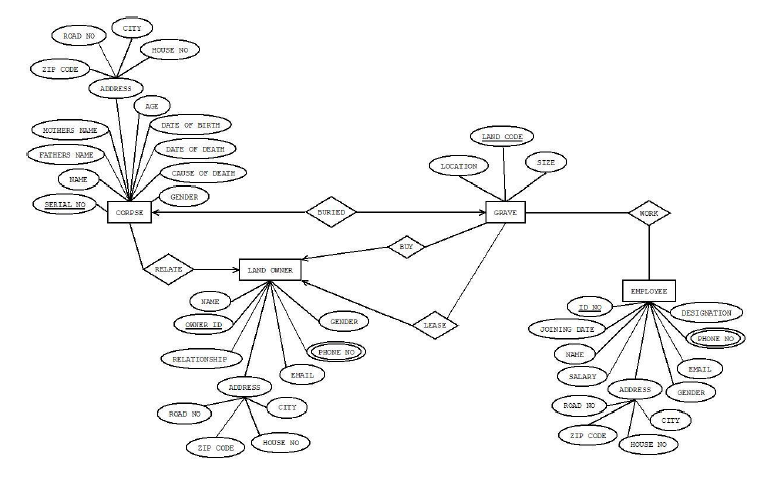 CITY
ROAD NO
HOUSE NO
ZIP CODE
ADDRESS
AGE
DATE OF BIRTH
MOTHERS NAME
DATE OF DEATH
FATHERS NAME
CAUSE OF DEATH
NAME
GENDER
SERIAL NO
CORPSE
BURIED
LAND CODE
LOCATION
SIZE
GRAVE
WORK
BUY
RELATE
LAND OWNER
LEASE
NAME
OWNER ID
GENDER
RELATIONSHIP
PHONE NO
EMAIL
ADDRESS
ROAD NO
CITY
ZIP CODE
HOUSE NO
EMPLOYEE
ID NO
DESIGNATION
JOINING DATE
PHONE NO
NAME
EMAIL
SALARY
ADDRESS
GENDER
ROAD NO
CITY
ZIP CODE
HOUSE NO